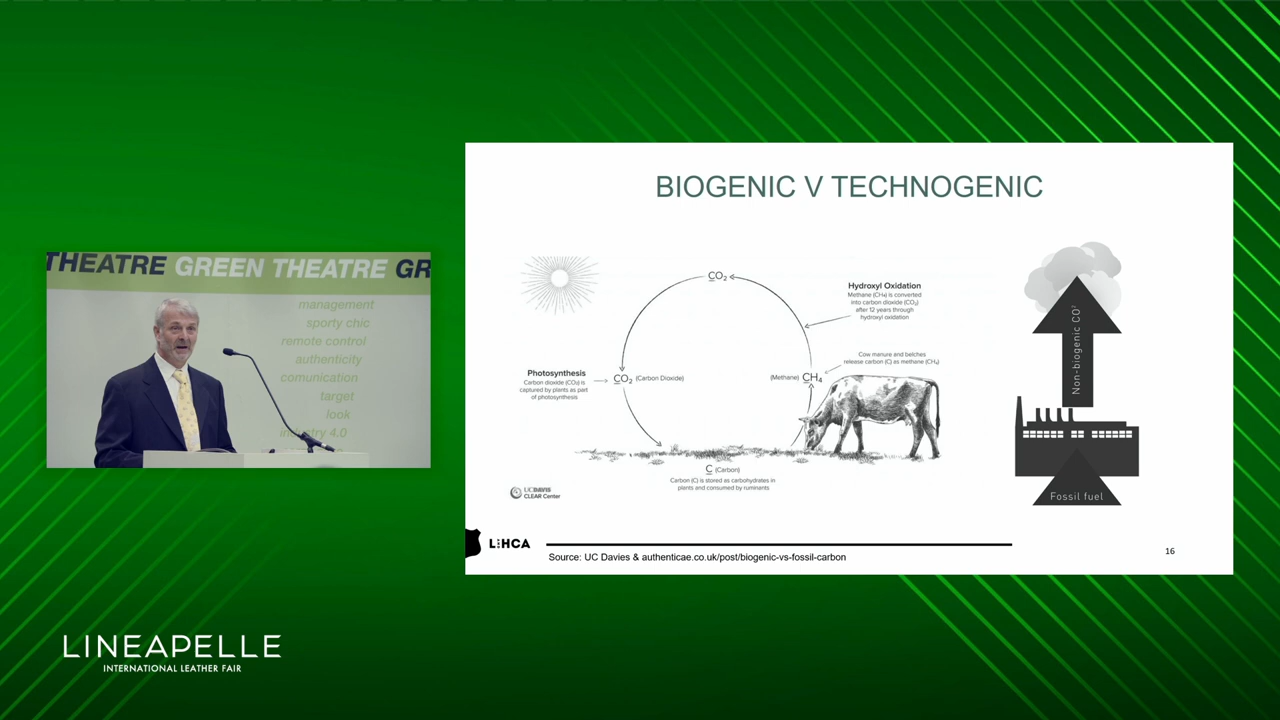 THEATRE GREEN THEATRE GR
management
sporty chic
remote control
authenticity
comunication
target
look
industry 4.0
LINEAPELLE
INTERNATIONAL LEATHER FAIR
BIOGENIC V TECHNOGENIC
CO2
Hydroxyl Oxidation
Methane (CH4) is converted
into carbon dioxide (CO2)
after 12 years through
hydroxyl oxidation
Cow manure and belches
release carbon (C) as methane (CH4)
Photosynthesis
Carbon dioxide (CO2) is
captured by plants as part
of photosynthesis
CO2 (Carbon Dioxide)
(Methane) CH4
C (Carbon)
Carbon (C) is stored as carbohydrates in
plants and consumed by ruminants
UCDAVIS
CLEAR Center
Non-biogenic CO2
Fossil fuel
LHCA
Source: UC Davies & authenticae.co.uk/post/biogenic-vs-fossil-carbon
16